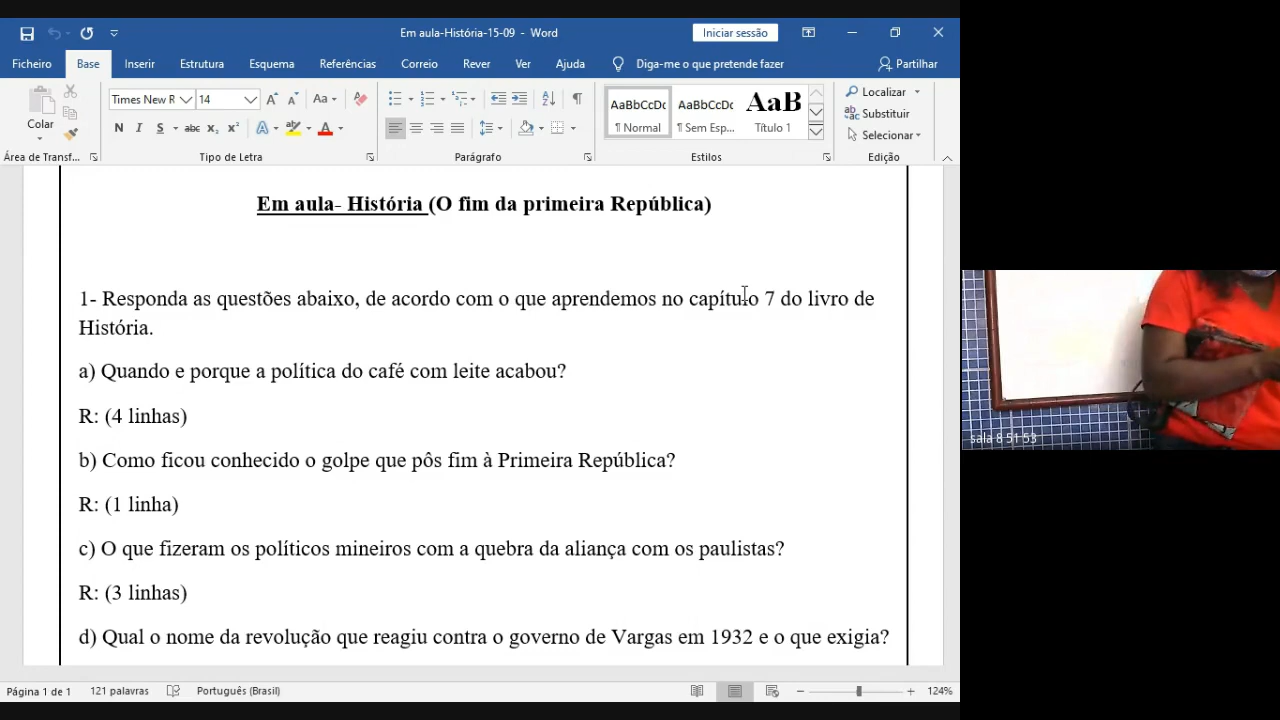 Em aula-História-15-09 - Word
Iniciar sessão
Ficheiro Base Inserir Estrutura Esquema Referências Correio Rever Ver Ajuda Diga-me o que pretende fazer Partilhar
Colar
Times New R 14 Aa
N I S abc x₂ x² A A
AaBbCcDc AaBbCcDc AaBb
¶ Normal ¶ Sem Esp... Título 1
Localizar
Substituir
Selecionar
Área de Transf... Tipo de Letra Parágrafo Estilos Edição
Em aula- História (O fim da primeira República)
1- Responda as questões abaixo, de acordo com o que aprendemos no capítulo 7 do livro de
História.
a) Quando e porque a política do café com leite acabou?
R: (4 linhas)
b) Como ficou conhecido o golpe que pôs fim à Primeira República?
R: (1 linha)
c) O que fizeram os políticos mineiros com a quebra da aliança com os paulistas?
R: (3 linhas)
d) Qual o nome da revolução que reagiu contra o governo de Vargas em 1932 e o que exigia?
Página 1 de 1 121 palavras Português (Brasil) 124%
sala 8 51 53